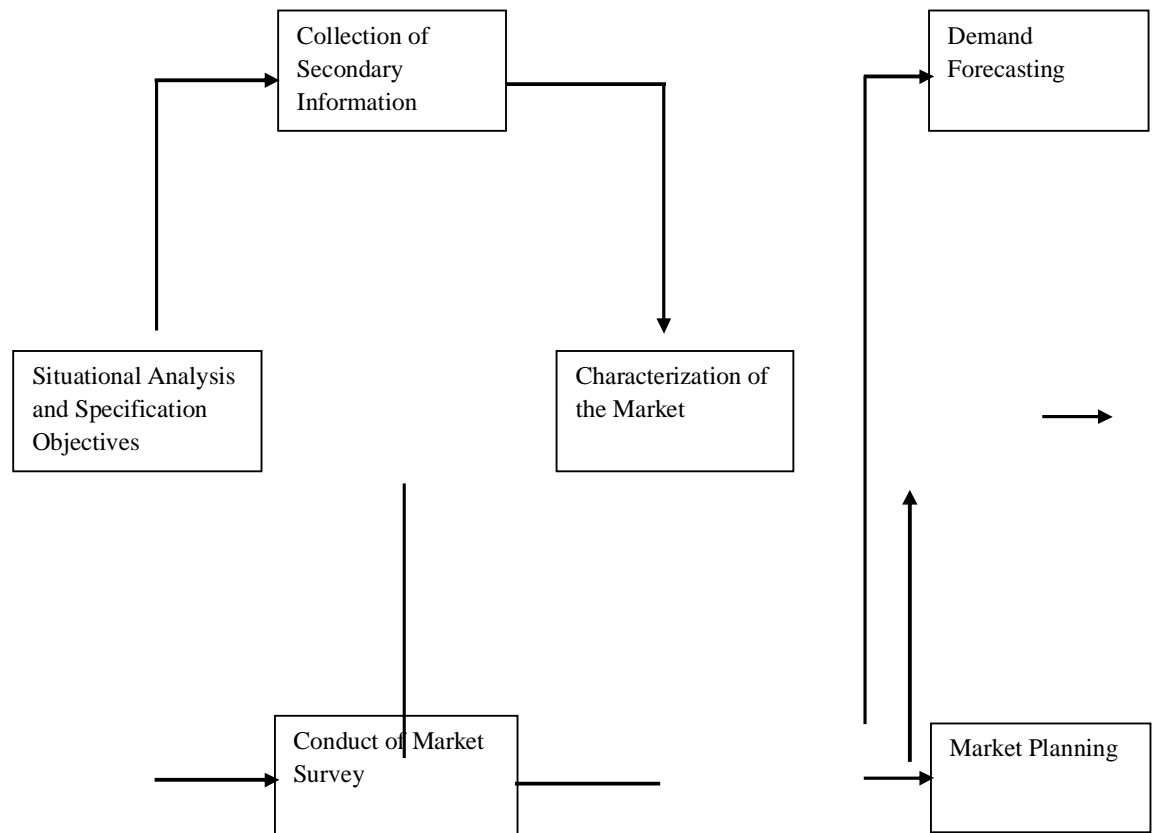 Collection of
Secondary
Information
Demand
Forecasting
Situational Analysis
and Specification
Objectives
Characterization of
the Market
Conduct of Market
Survey
Market Planning